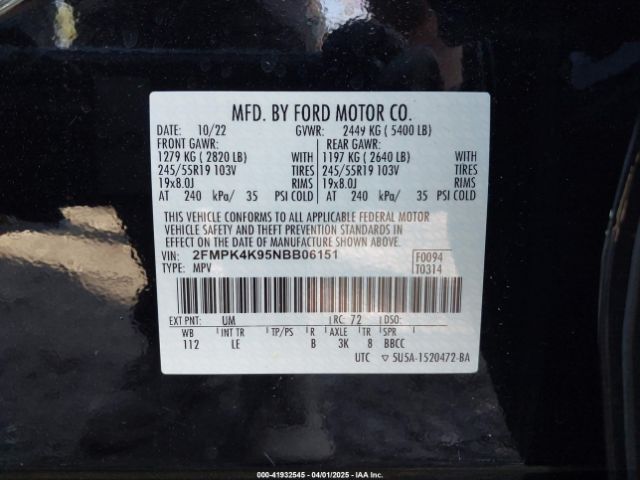 MFD. BY FORD MOTOR CO.
DATE: 10/22 GVWR: 2449 KG ( 5400 LB)
FRONT GAWR: REAR GAWR:
1279 KG ( 2820 LB) WITH 1197 KG ( 2640 LB) WITH
245/55R19 103V TIRES 245/55R19 103V TIRES
19x8.0J RIMS 19x8.0J RIMS
AT 240 kPa/ 35 PSI COLD AT 240 kPa/ 35 PSI COLD
THIS VEHICLE CONFORMS TO ALL APPLICABLE FEDERAL MOTOR
VEHICLE SAFETY AND THEFT PREVENTION STANDARDS IN
EFFECT ON THE DATE OF MANUFACTURE SHOWN ABOVE.
VIN: 2FMPK4K95NBB06151 F0094
TYPE: MPV T0314
EXT PNT: UM RC: 72 DSO:
WB INT TR TP/PS R AXLE TR SPR
112 LE B 3K 8 BBCC
UTC ▽ 5USA-1520472-BA
000-41932545 - 04/01/2025 - IAAI.CA